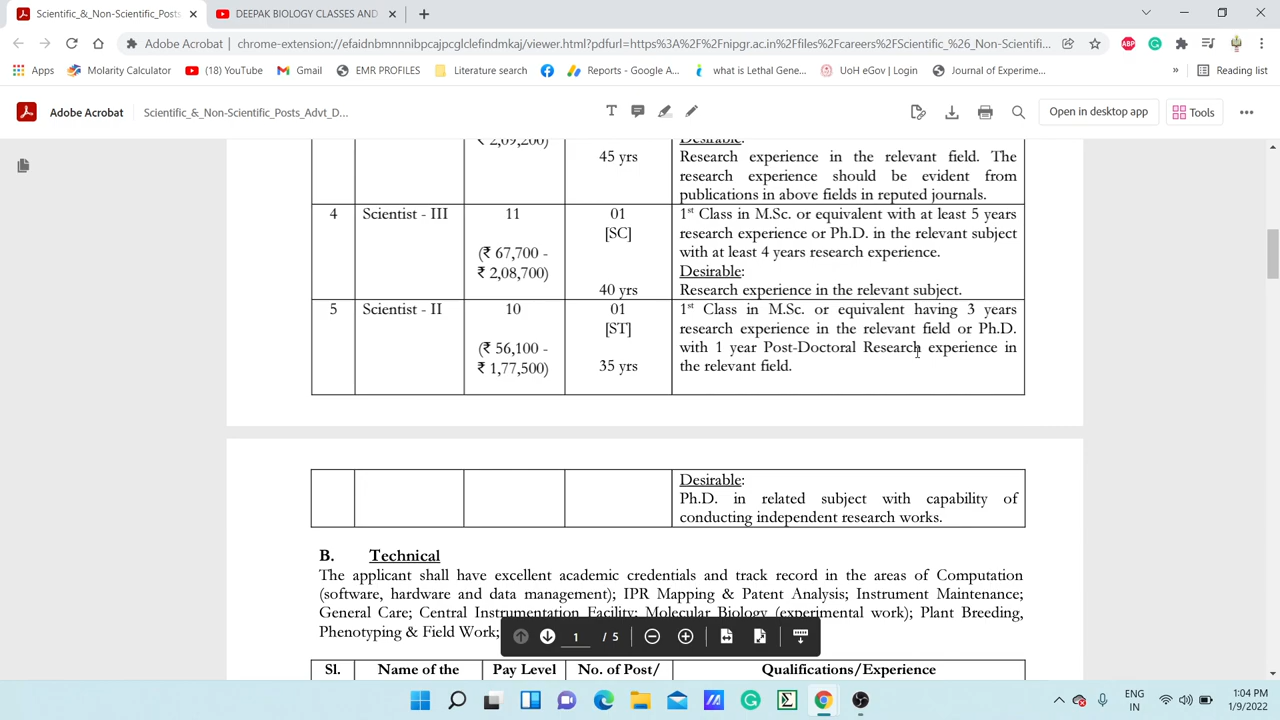 Scientific_&_Non-Scientific_Posts
DEEPAK BIOLOGY CLASSES AND
Adobe Acrobat
chrome-extension://efaidnbmnnnibpcajpcglclefindmkaj/viewer.html?pdfurl=https%3A%2F%2Fnipgr.ac.in%2Ffiles%2Fcareers%2FScientific_%26_Non-Scientifi...
Apps
Molarity Calculator
(18) YouTube
Gmail
EMR PROFILES
Literature search
Reports - Google A...
what is Lethal Gene...
UoH eGov | Login
Journal of Experime...
»
Reading list
Adobe Acrobat
Scientific_&_Non-Scientific_Posts_Advt_D...
Open in desktop app
Tools
₹ 2,09,200)
Desirable:
45 yrs
Research experience in the relevant field. The
research experience should be evident from
publications in above fields in reputed journals.
4 Scientist - III 11 01 1st Class in M.Sc. or equivalent with at least 5 years
[SC] research experience or Ph.D. in the relevant subject
(₹ 67,700 - with at least 4 years research experience.
₹ 2,08,700) Desirable:
40 yrs Research experience in the relevant subject.
5 Scientist - II 10 01 1st Class in M.Sc. or equivalent having 3 years
[ST] research experience in the relevant field or Ph.D.
(₹ 56,100 - with 1 year Post-Doctoral Research experience in
₹ 1,77,500) 35 yrs the relevant field.
Desirable:
Ph.D. in related subject with capability of
conducting independent research works.
B. Technical
The applicant shall have excellent academic credentials and track record in the areas of Computation
(software, hardware and data management); IPR Mapping & Patent Analysis; Instrument Maintenance;
General Care; Central Instrumentation Facility; Molecular Biology (experimental work); Plant Breeding,
Phenotyping & Field Work;
1 / 5
Sl. Name of the Pay Level No. of Post/ Qualifications/Experience
ENG
IN
1:04 PM
1/9/2022